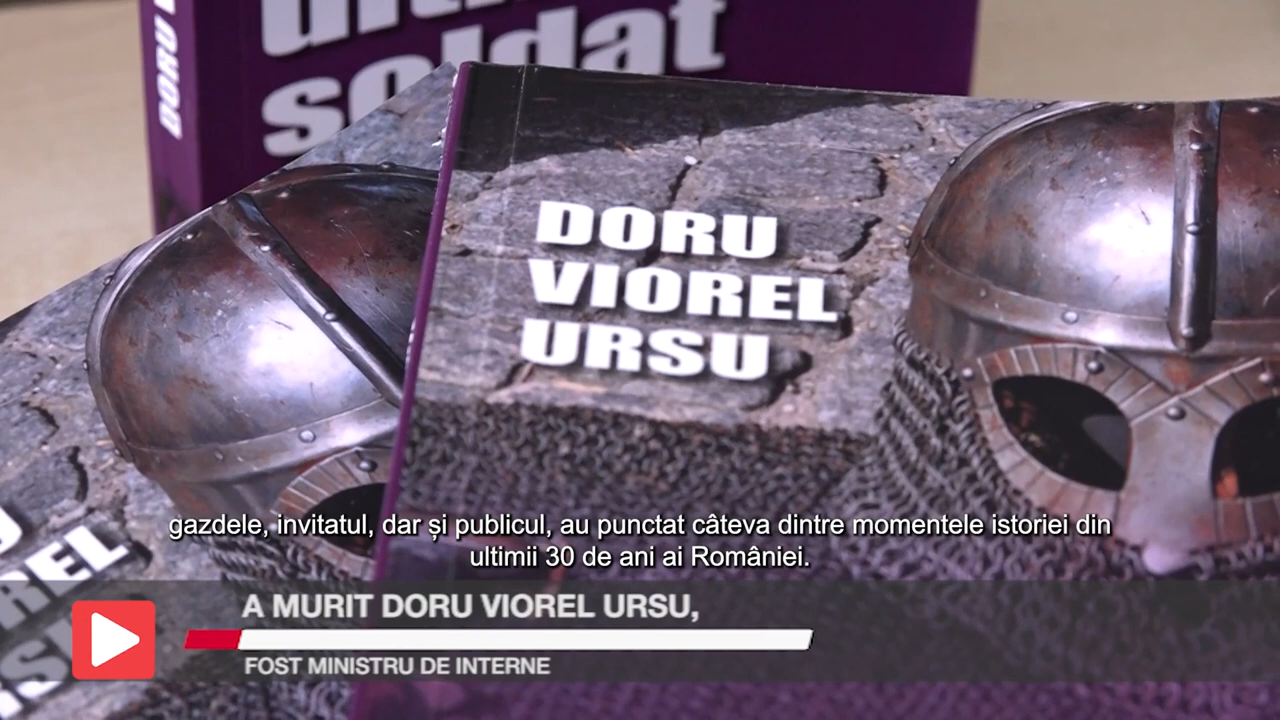 DORU
soldat
DORU
VIOREL
URSU
gazdele, invitatul, dar și publicul, au punctat câteva dintre momentele istoriei din
ultimii 30 de ani ai României.
A MURIT DORU VIOREL URSU,
FOST MINISTRU DE INTERNE